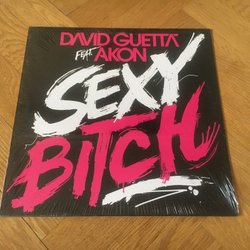 DAVID GUETTA
FEAT. AKON
SEXY
BITCH